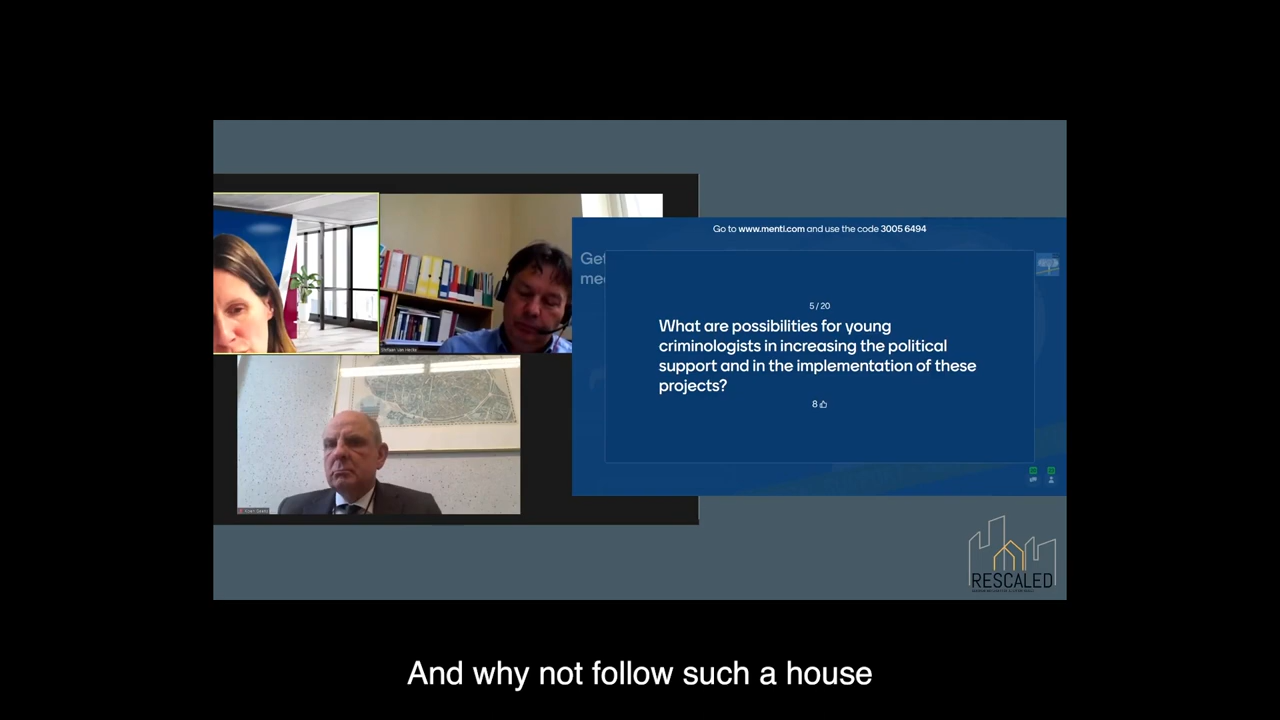 Go to www.menti.com and use the code 3005 6494
Get
me
5/20
What are possibilities for young
criminologists in increasing the political
support and in the implementation of these
projects?
8
RESCALED
And why not follow such a house